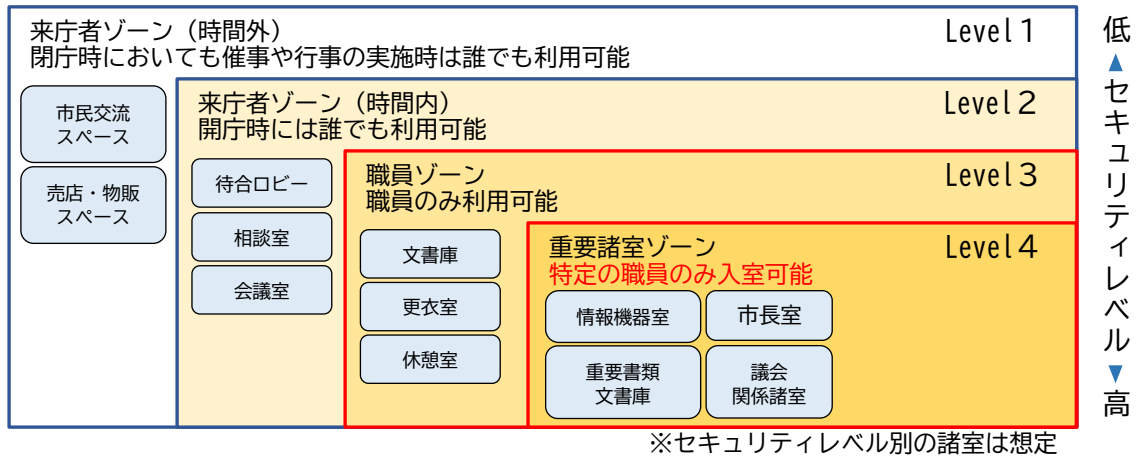 来庁者ゾーン（時間外）
Level１
閉庁時においても催事や行事の実施時は誰でも利用可能
市民交流
スペース
売店・物販
スペース
来庁者ゾーン（時間内）
Level２
開庁時には誰でも利用可能
待合ロビー
相談室
会議室
職員ゾーン
Level３
職員のみ利用可能
文書庫
更衣室
休憩室
重要諸室ゾーン
Level４
特定の職員のみ入室可能
情報機器室
市長室
重要書類
文書庫
議会
関係諸室
低▲セキュリティレベル▼高
※セキュリティレベル別の諸室は想定